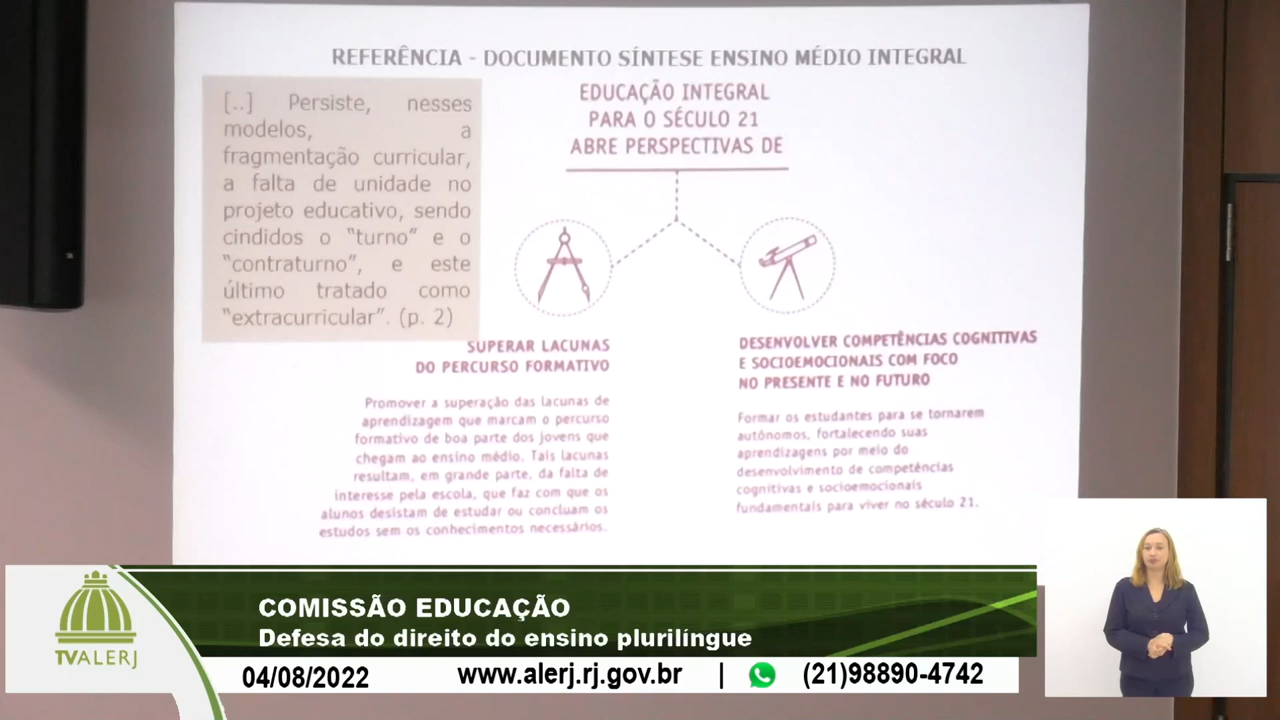 REFERÊNCIA - DOCUMENTO SÍNTESE ENSINO MÉDIO INTEGRAL
[..] Persiste, nesses
modelos, a
fragmentação curricular,
a falta de unidade no
projeto educativo, sendo
cindidos o “turno” e o
“contraturno”, e este
último tratado como
“extracurricular”. (p. 2)
EDUCAÇÃO INTEGRAL
PARA O SÉCULO 21
ABRE PERSPECTIVAS DE
SUPERAR LACUNAS
DO PERCURSO FORMATIVO
Promover a superação das lacunas de
aprendizagem que marcam o percurso
formativo de boa parte dos jovens que
chegam ao ensino médio. Tais lacunas
resultam, em grande parte, da falta de
interesse pela escola, que faz com que os
alunos desistam de estudar ou concluam os
estudos sem os conhecimentos necessários.
DESENVOLVER COMPETÊNCIAS COGNITIVAS
E SOCIOEMOCIONAIS COM FOCO
NO PRESENTE E NO FUTURO
Formar os estudantes para se tornarem
autônomos, fortalecendo suas
aprendizagens por meio do
desenvolvimento de competências
cognitivas e socioemocionais
fundamentais para viver no século 21.
COMISSÃO EDUCAÇÃO
Defesa do direito do ensino plurilíngue
TVALERJ
04/08/2022 www.alerj.rj.gov.br | (21)98890-4742